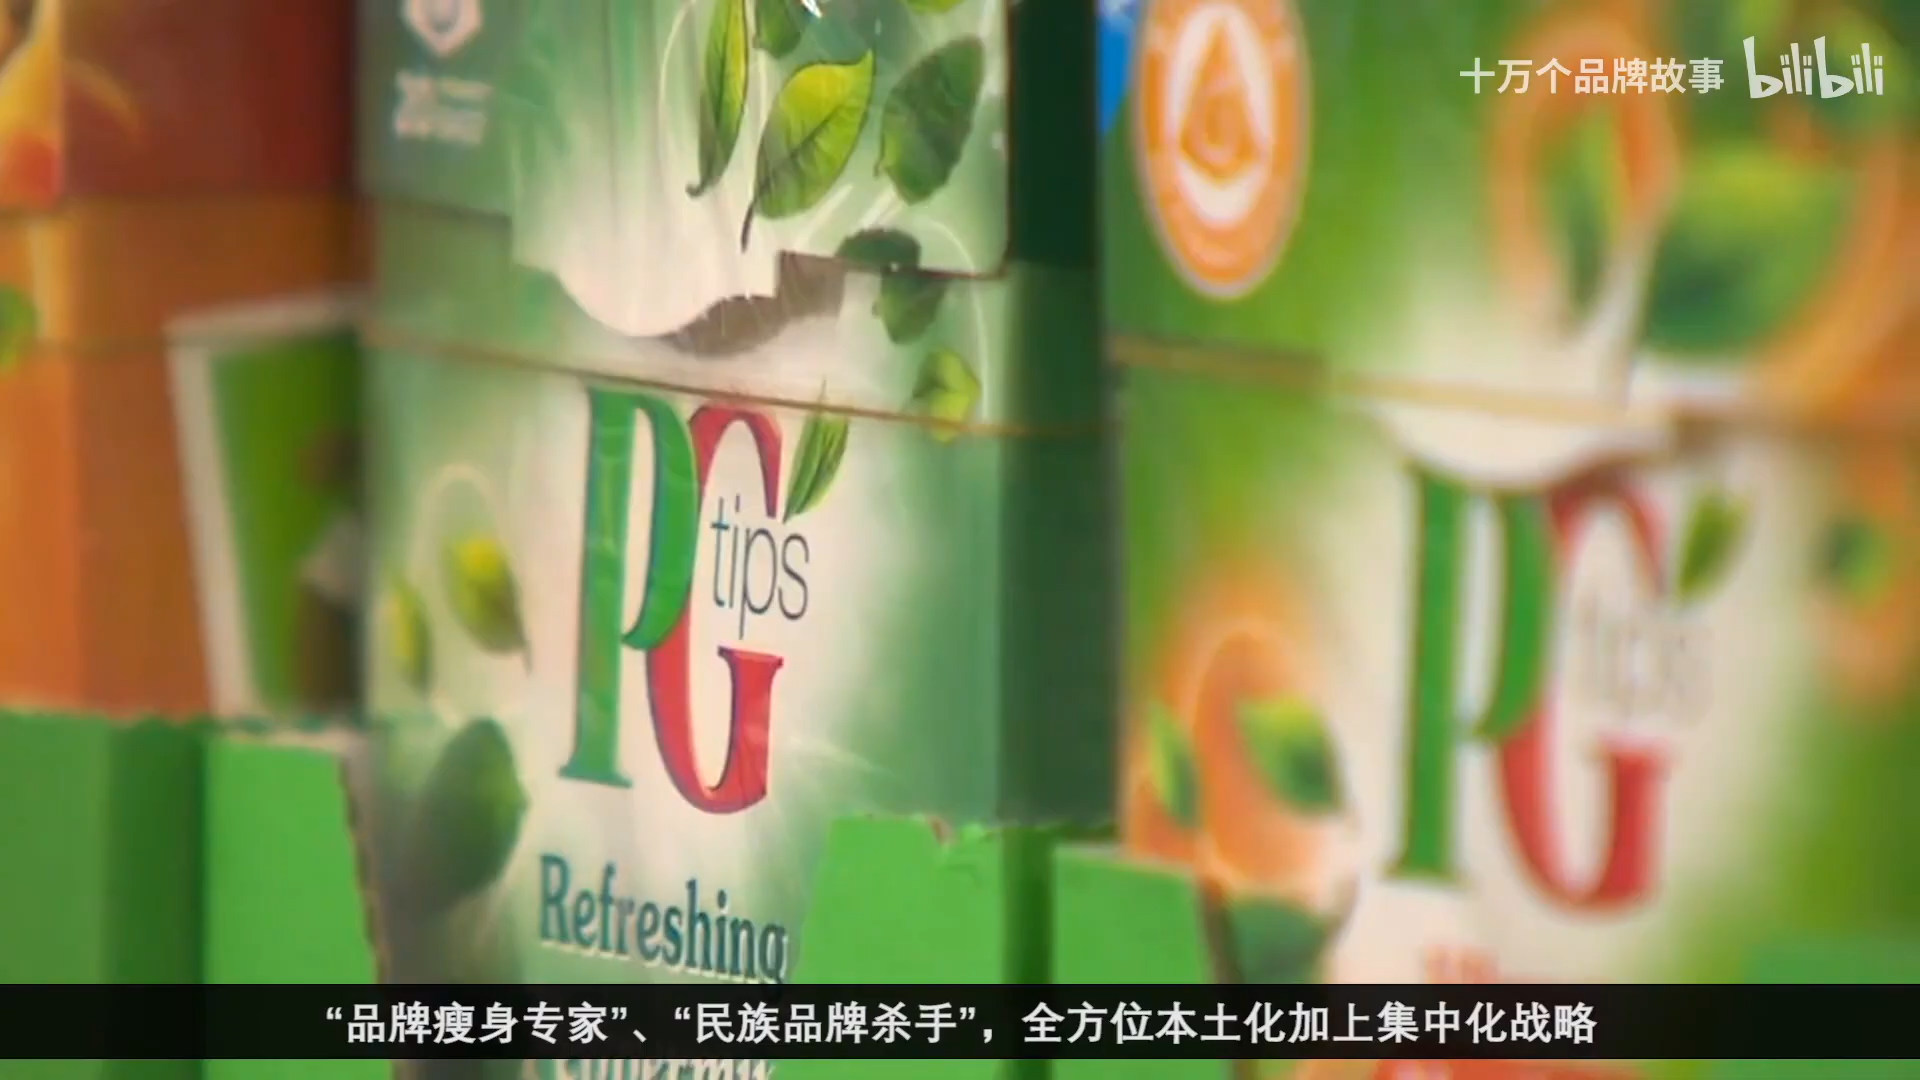 十万个品牌故事 bilibili
PG
tips
PG
tips
Refreshing
“品牌瘦身专家”、“民族品牌杀手”，全方位本土化加上集中化战略